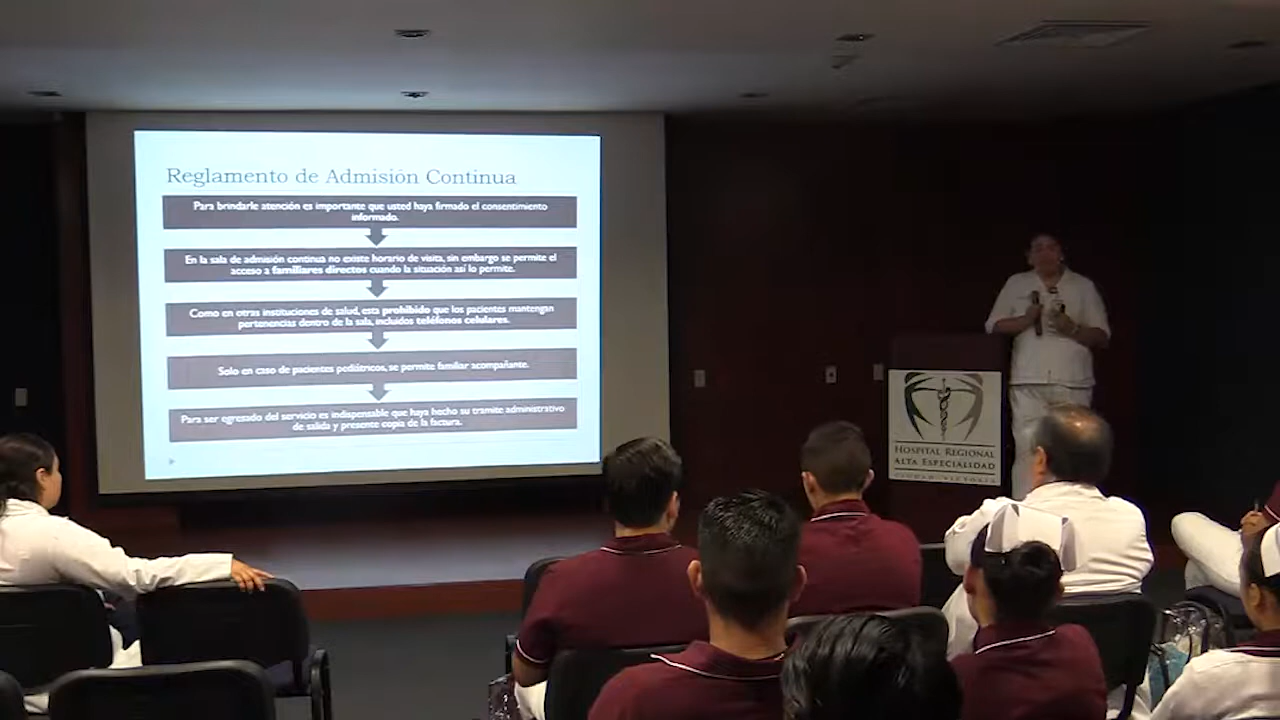 Reglamento de Admisión Continua
Para brindarle atención es importante que usted haya firmado el consentimiento
informado.
En la sala de admisión continua no existe horario de visita, sin embargo se permite el
acceso a familiares directos cuando la situación así lo permite.
Como en otras instituciones de salud, esta prohibido que los pacientes mantengan
pertenencias dentro de la sala, incluidos teléfonos celulares.
Solo en caso de pacientes pediátricos, se permite familiar acompañante.
Para ser egresado del servicio es indispensable que haya hecho su tramite administrativo
de salida y presente copia de la factura.
HOSPITAL REGIONAL
ALTA ESPECIALIDAD
CIUDAD VICTORIA